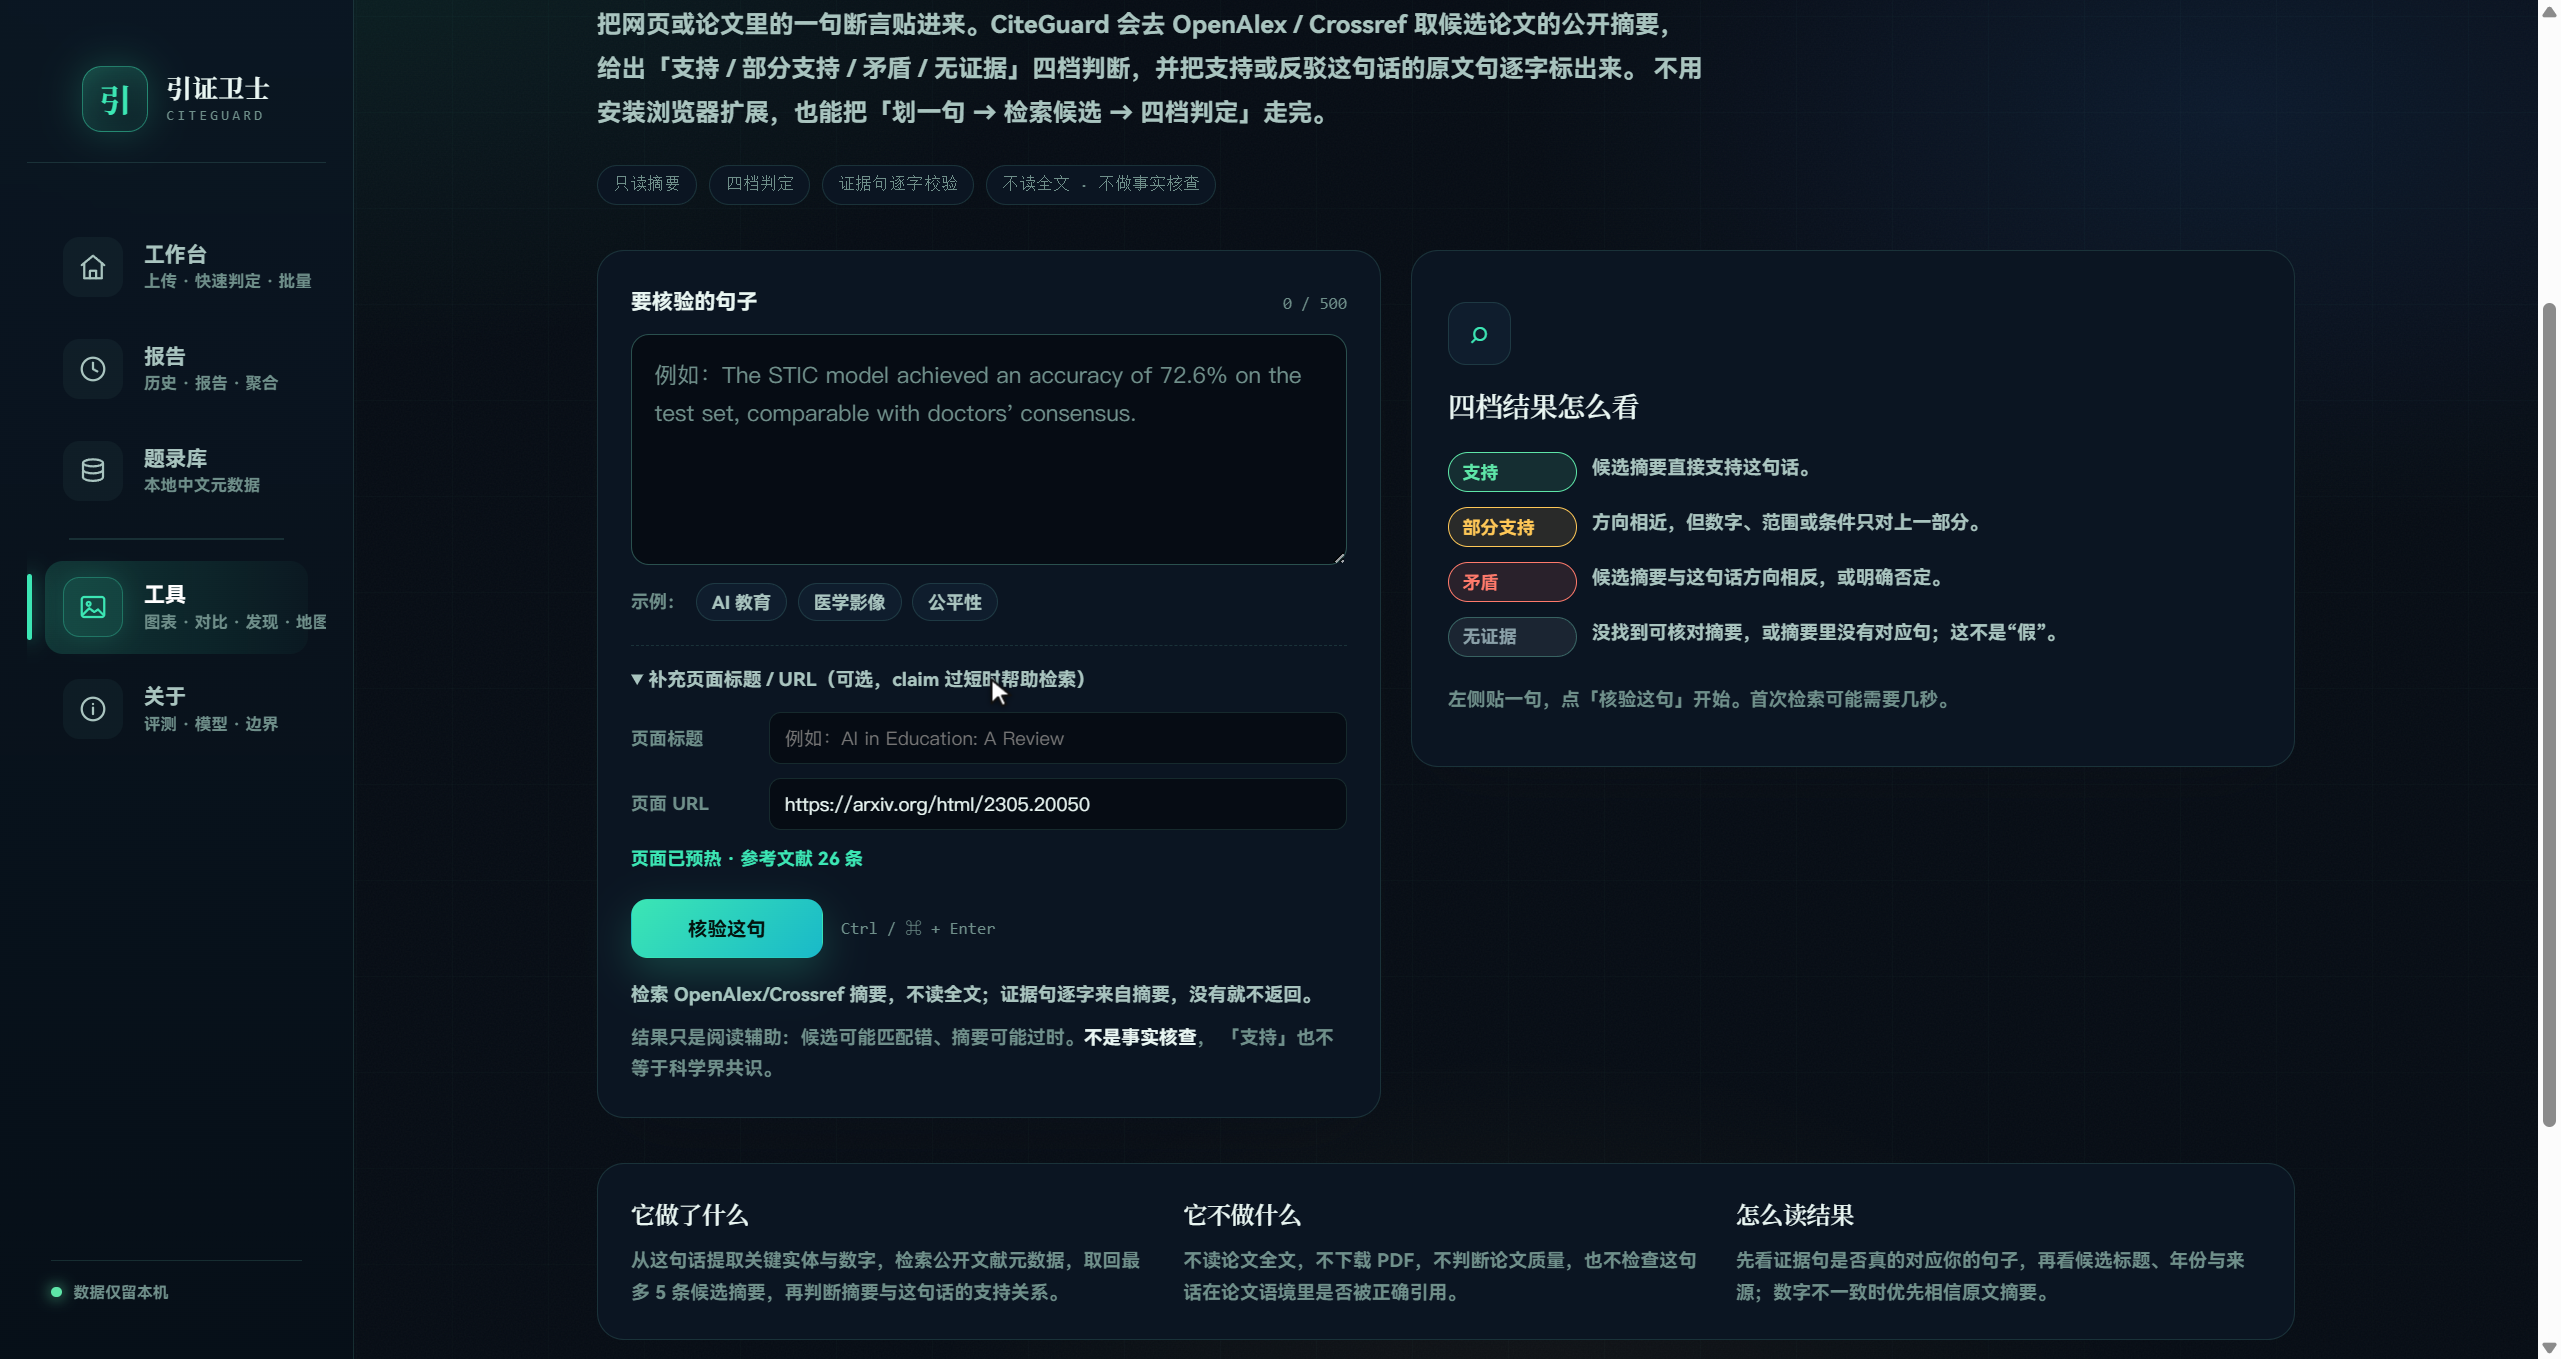 引
引证卫士
CITEGUARD
工作台
上传 · 快速判定 · 批量
报告
历史 · 报告 · 聚合
题录库
本地中文元数据
工具
图表 · 对比 · 发现 · 地图
关于
评测 · 模型 · 边界
数据仅留本机
把网页或论文里的一句断言贴进来。CiteGuard 会去 OpenAlex / Crossref 取候选论文的公开摘要，
给出「支持 / 部分支持 / 矛盾 / 无证据」四档判断，并把支持或反驳这句话的原文句逐字标出来。 不用
安装浏览器扩展，也能把「划一句 → 检索候选 → 四档判定」走完。
只读摘要
四档判定
证据句逐字校验
不读全文 · 不做事实核查
要核验的句子
0 / 500
例如：The STIC model achieved an accuracy of 72.6% on the
test set, comparable with doctors’ consensus.
示例：
AI 教育
医学影像
公平性
▼补充页面标题 / URL（可选，claim 过短时帮助检索）
页面标题
例如：AI in Education: A Review
页面 URL
https://arxiv.org/html/2305.20050
页面已预热 · 参考文献 26 条
核验这句
Ctrl / ⌘ + Enter
检索 OpenAlex/Crossref 摘要，不读全文；证据句逐字来自摘要，没有就不返回。
结果只是阅读辅助：候选可能匹配错、摘要可能过时。不是事实核查， 「支持」也不
等于科学界共识。
四档结果怎么看
支持
候选摘要直接支持这句话。
部分支持
方向相近，但数字、范围或条件只对上一部分。
矛盾
候选摘要与这句话方向相反，或明确否定。
无证据
没找到可核对摘要，或摘要里没有对应句；这不是“假”。
左侧贴一句，点「核验这句」开始。首次检索可能需要几秒。
它做了什么
从这句话提取关键实体与数字，检索公开文献元数据，取回最
多 5 条候选摘要，再判断摘要与这句话的支持关系。
它不做什么
不读论文全文，不下载 PDF，不判断论文质量，也不检查这句
话在论文语境里是否被正确引用。
怎么读结果
先看证据句是否真的对应你的句子，再看候选标题、年份与来
源；数字不一致时优先相信原文摘要。